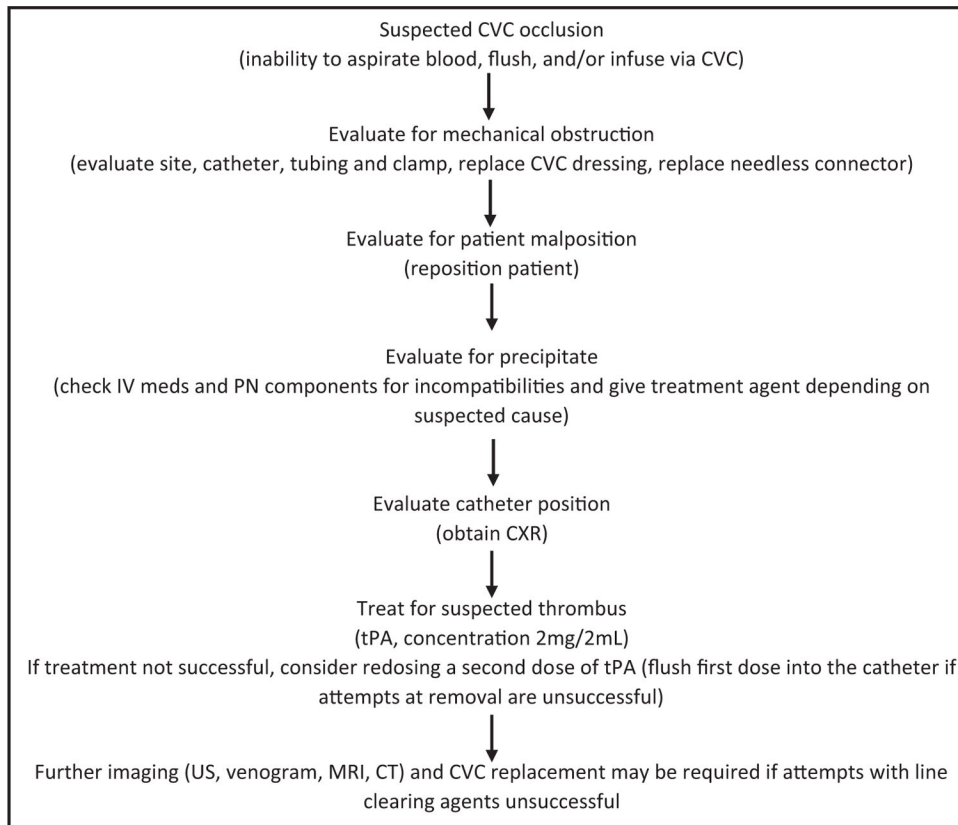 Suspected CVC occlusion
(inability to aspirate blood, flush, and/or infuse via CVC)
Evaluate for mechanical obstruction
(evaluate site, catheter, tubing and clamp, replace CVC dressing, replace needless connector)
Evaluate for patient malposition
(reposition patient)
Evaluate for precipitate
(check IV meds and PN components for incompatibilities and give treatment agent depending on
suspected cause)
Evaluate catheter position
(obtain CXR)
Treat for suspected thrombus
(tPA, concentration 2mg/2mL)
If treatment not successful, consider redosing a second dose of tPA (flush first dose into the catheter if
attempts at removal are unsuccessful)
Further imaging (US, venogram, MRI, CT) and CVC replacement may be required if attempts with line
clearing agents unsuccessful